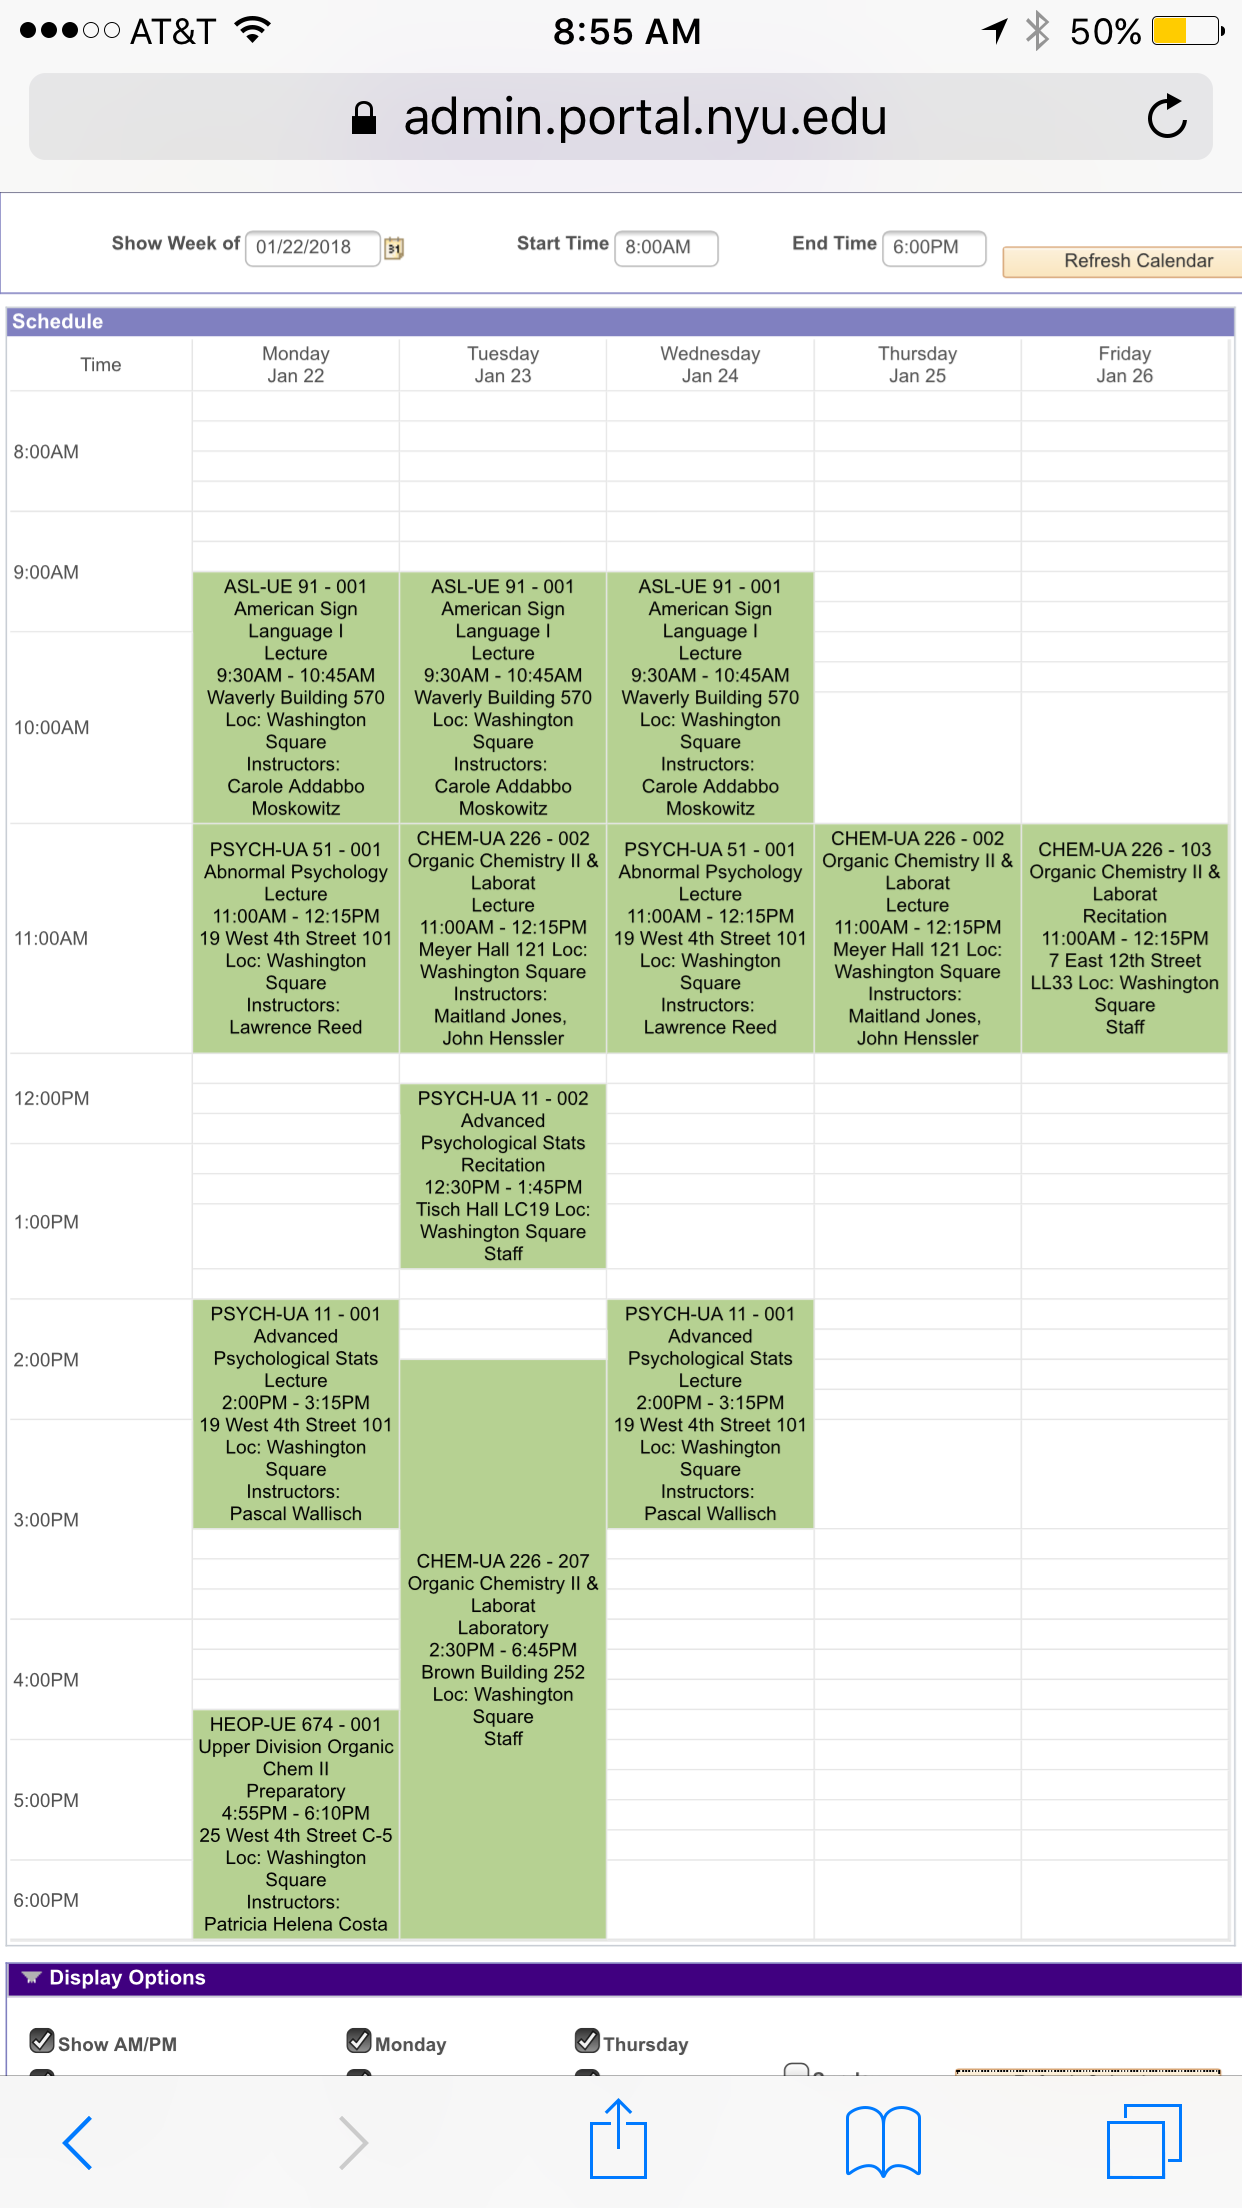 AT&T 8:55 AM 50%
admin.portal.nyu.edu
Show Week of 01/22/2018 31 Start Time 8:00AM End Time 6:00PM Refresh Calendar
Schedule
Time
Monday
Jan 22
Tuesday
Jan 23
Wednesday
Jan 24
Thursday
Jan 25
Friday
Jan 26
8:00AM
9:00AM
ASL-UE 91 - 001
American Sign
Language I
Lecture
9:30AM - 10:45AM
Waverly Building 570
Loc: Washington
Square
Instructors:
Carole Addabbo
Moskowitz
ASL-UE 91 - 001
American Sign
Language I
Lecture
9:30AM - 10:45AM
Waverly Building 570
Loc: Washington
Square
Instructors:
Carole Addabbo
Moskowitz
ASL-UE 91 - 001
American Sign
Language I
Lecture
9:30AM - 10:45AM
Waverly Building 570
Loc: Washington
Square
Instructors:
Carole Addabbo
Moskowitz
10:00AM
11:00AM
PSYCH-UA 51 - 001
Abnormal Psychology
Lecture
11:00AM - 12:15PM
19 West 4th Street 101
Loc: Washington
Square
Instructors:
Lawrence Reed
CHEM-UA 226 - 002
Organic Chemistry II &
Laborat
Lecture
11:00AM - 12:15PM
Meyer Hall 121 Loc:
Washington Square
Instructors:
Maitland Jones,
John Henssler
PSYCH-UA 51 - 001
Abnormal Psychology
Lecture
11:00AM - 12:15PM
19 West 4th Street 101
Loc: Washington
Square
Instructors:
Lawrence Reed
CHEM-UA 226 - 002
Organic Chemistry II &
Laborat
Lecture
11:00AM - 12:15PM
Meyer Hall 121 Loc:
Washington Square
Instructors:
Maitland Jones,
John Henssler
CHEM-UA 226 - 103
Organic Chemistry II &
Laborat
Recitation
11:00AM - 12:15PM
7 East 12th Street
LL33 Loc: Washington
Square
Staff
12:00PM
PSYCH-UA 11 - 002
Advanced
Psychological Stats
Recitation
12:30PM - 1:45PM
Tisch Hall LC19 Loc:
Washington Square
Staff
1:00PM
2:00PM
PSYCH-UA 11 - 001
Advanced
Psychological Stats
Lecture
2:00PM - 3:15PM
19 West 4th Street 101
Loc: Washington
Square
Instructors:
Pascal Wallisch
PSYCH-UA 11 - 001
Advanced
Psychological Stats
Lecture
2:00PM - 3:15PM
19 West 4th Street 101
Loc: Washington
Square
Instructors:
Pascal Wallisch
3:00PM
CHEM-UA 226 - 207
Organic Chemistry II &
Laborat
Laboratory
2:30PM - 6:45PM
Brown Building 252
Loc: Washington
Square
Staff
4:00PM
HEOP-UE 674 - 001
Upper Division Organic
Chem II
Preparatory
4:55PM - 6:10PM
25 West 4th Street C-5
Loc: Washington
Square
Instructors:
Patricia Helena Costa
5:00PM
6:00PM
Display Options
Show AM/PM Monday Thursday